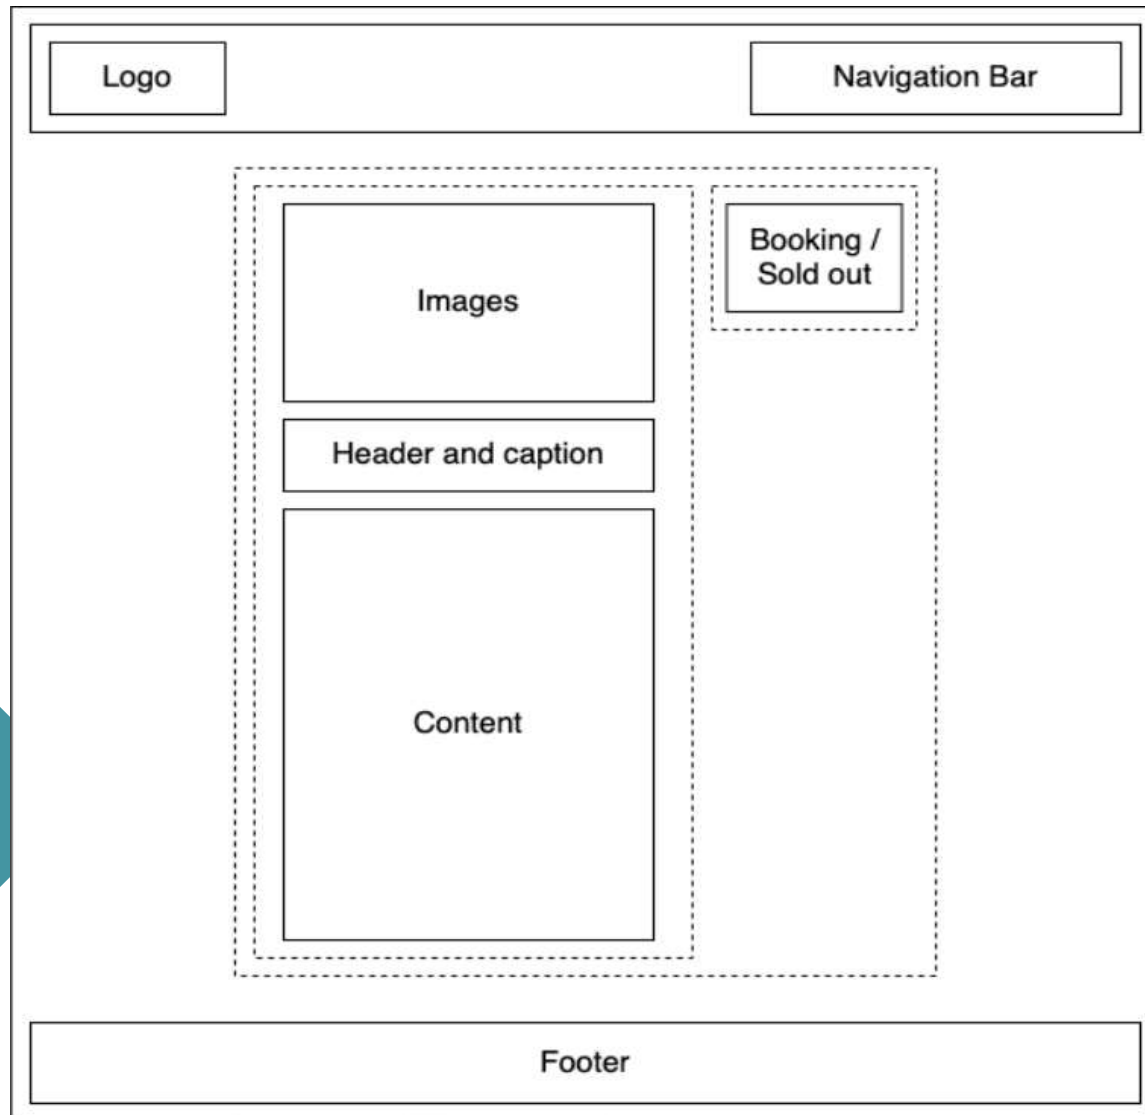 Logo
Navigation Bar
Images
Booking /
Sold out
Header and caption
Content
Footer